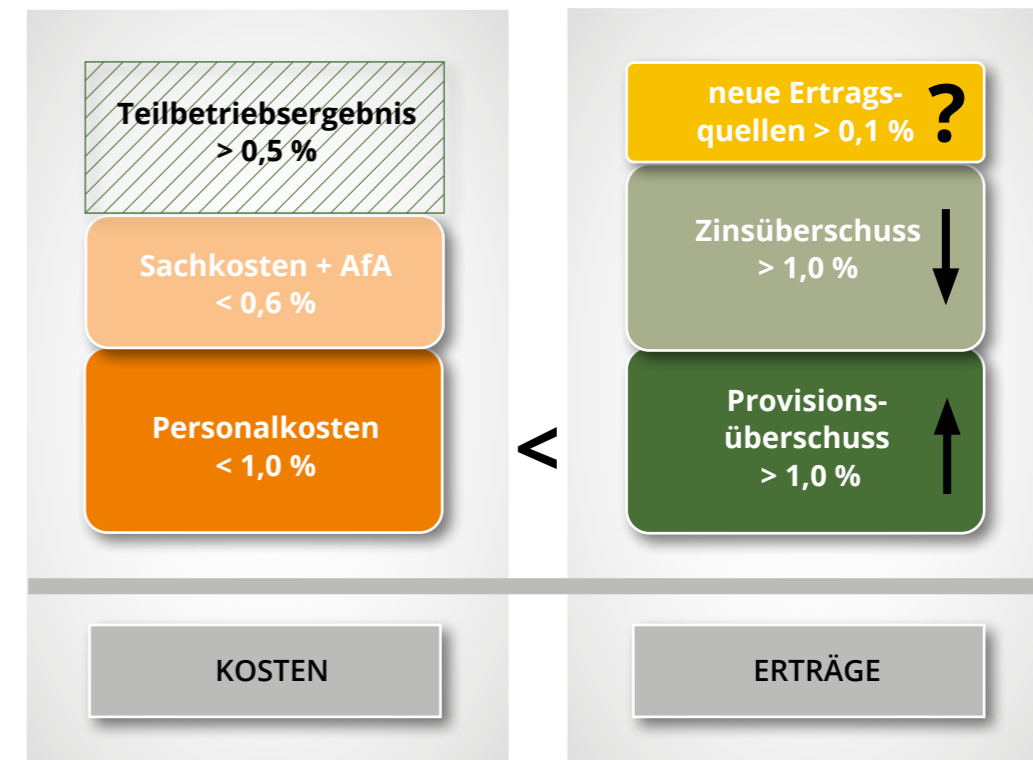 Teilbetriebsergebnis
> 0,5 %
Sachkosten + AfA
< 0,6 %
Personalkosten
< 1,0 %
<
neue Ertrags-
quellen > 0,1 %
?
Zinsüberschuss
> 1,0 %
Provisions-
überschuss
> 1,0 %
KOSTEN
ERTRÄGE